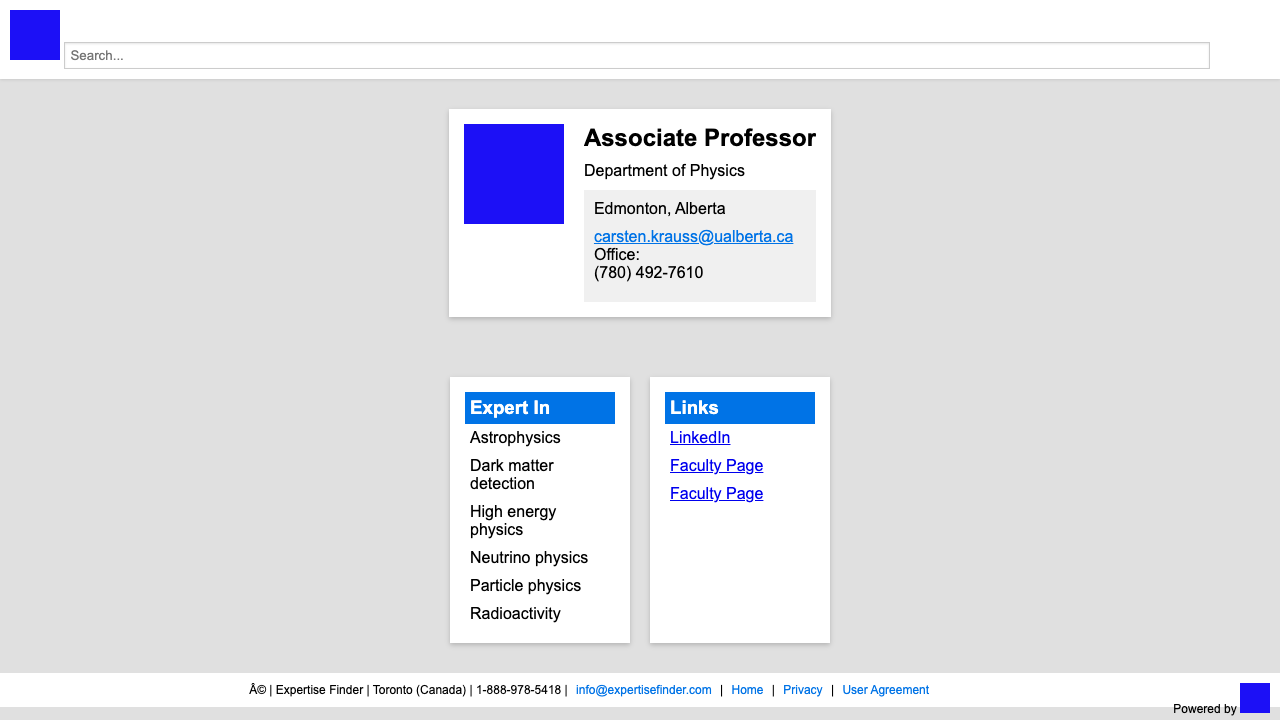 Search...
Associate Professor
Department of Physics
Edmonton, Alberta
carsten.krauss@ualberta.ca
Office:
(780) 492-7610
Expert In
Astrophysics
Dark matter
detection
High energy
physics
Neutrino physics
Particle physics
Radioactivity
Links
LinkedIn
Faculty Page
Faculty Page
Â© | Expertise Finder | Toronto (Canada) | 1-888-978-5418 | info@expertisefinder.com | Home | Privacy | User Agreement
Powered by